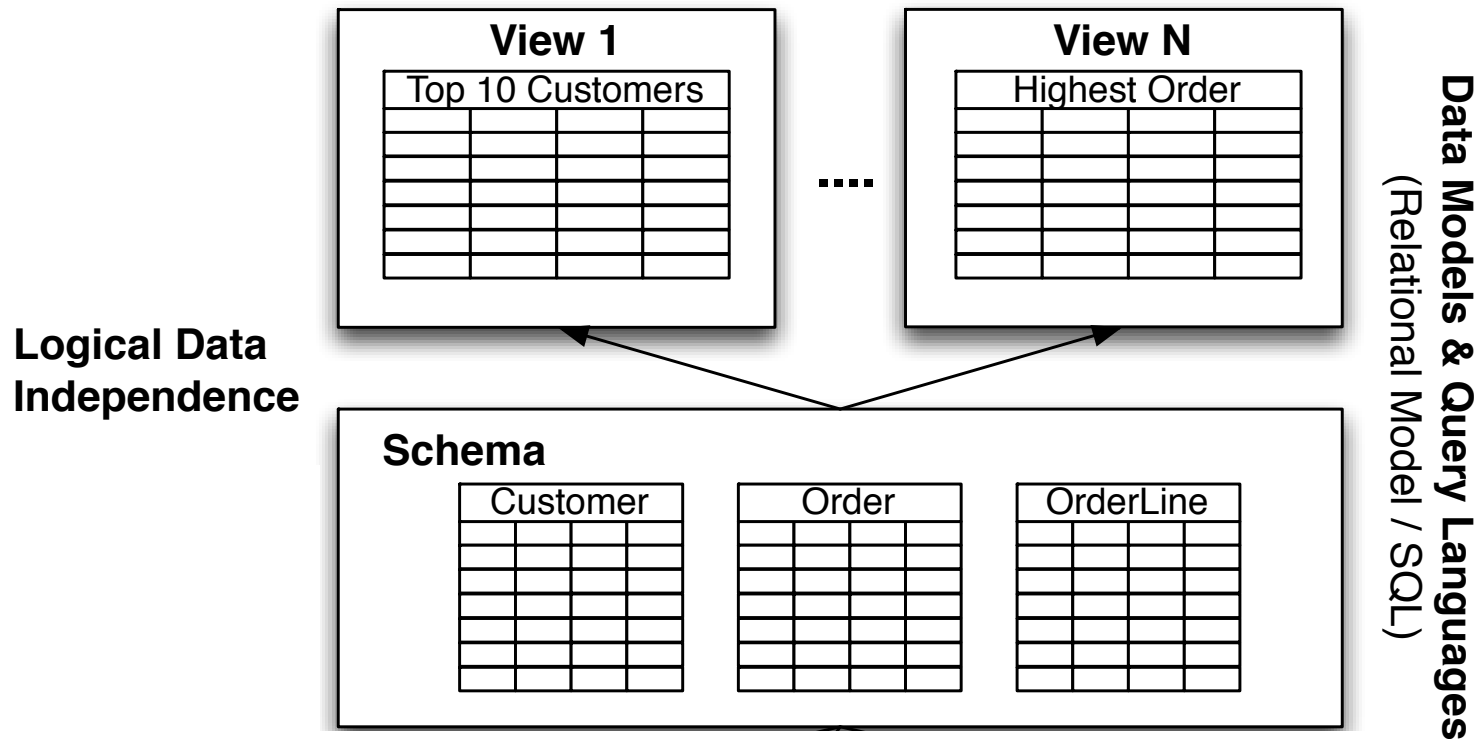 View 1
Top 10 Customers
....
View N
Highest Order
Logical Data
Independence
Schema
Customer
Order
OrderLine
Data Models & Query Languages
(Relational Model / SQL)